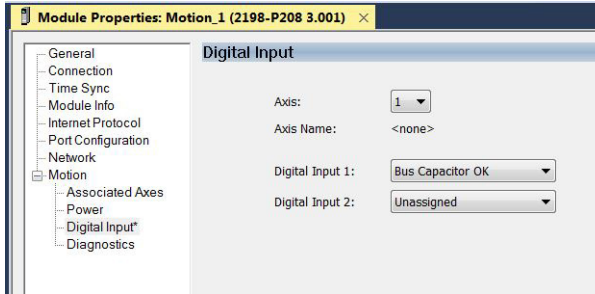 Module Properties: Motion_1 (2198-P208 3.001) ×
General
Connection
Time Sync
Module Info
Internet Protocol
Port Configuration
Network
Motion
Associated Axes
Power
Digital Input*
Diagnostics
Digital Input
Axis: 1
Axis Name: <none>
Digital Input 1: Bus Capacitor OK
Digital Input 2: Unassigned